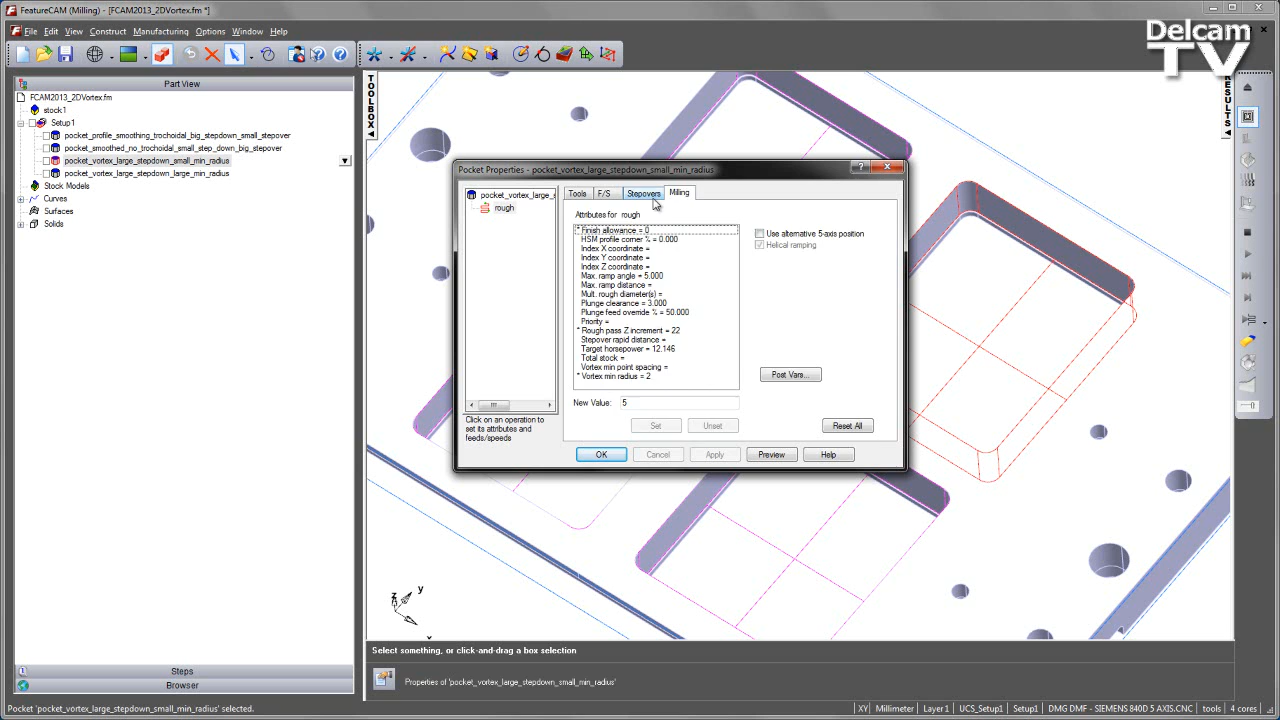 FeatureCAM (Milling) - [FCAM2013_2DVortex.fm *]
File Edit View Construct Manufacturing Options Window Help
Delcam
TV
Part View
FCAM2013_2DVortex.fm
stock1
Setup1
pocket_profile_smoothing_trochoidal_big_stepdown_small_stepover
pocket_smoothed_no_trochoidal_small_step_down_big_stepover
pocket_vortex_large_stepdown_small_min_radius
pocket_vortex_large_stepdown_large_min_radius
Stock Models
Curves
Surfaces
Solids
TOOLBOX
RESULTS
Pocket Properties - pocket_vortex_large_stepdown_small_min_radius
pocket_vortex_large_s
rough
Click on an operation to
set its attributes and
feeds/speeds
Tools F/S Stepovers Milling
Attributes for rough
* Finish allowance = 0
HSM profile corner % = 0.000
Index X coordinate =
Index Y coordinate =
Index Z coordinate =
Max. ramp angle = 5.000
Max. ramp distance =
Mult. rough diameter(s) =
Plunge clearance = 3.000
Plunge feed override % = 50.000
Priority =
* Rough pass Z increment = 22
Stepover rapid distance =
Target horsepower = 12.146
Total stock =
Vortex min point spacing =
* Vortex min radius = 2
Use alternative 5-axis position
Helical ramping
Post Vars...
New Value: 5
Set Unset Reset All
OK Cancel Apply Preview Help
z y
x
Steps
Browser
Select something, or click-and-drag a box selection
Properties of 'pocket_vortex_large_stepdown_small_min_radius'
Pocket 'pocket_vortex_large_stepdown_small_min_radius' selected.
XY Millimeter Layer 1 UCS_Setup1 Setup1 DMG DMF - SIEMENS 840D 5 AXIS.CNC tools 4 cores